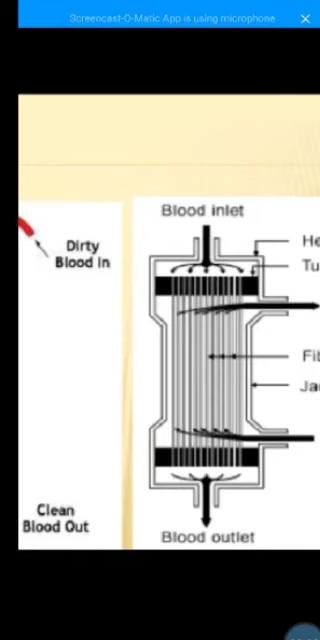 Screencast-O-Matic App is using microphone
Blood inlet
Dirty
Blood In
Clean
Blood Out
Blood outlet